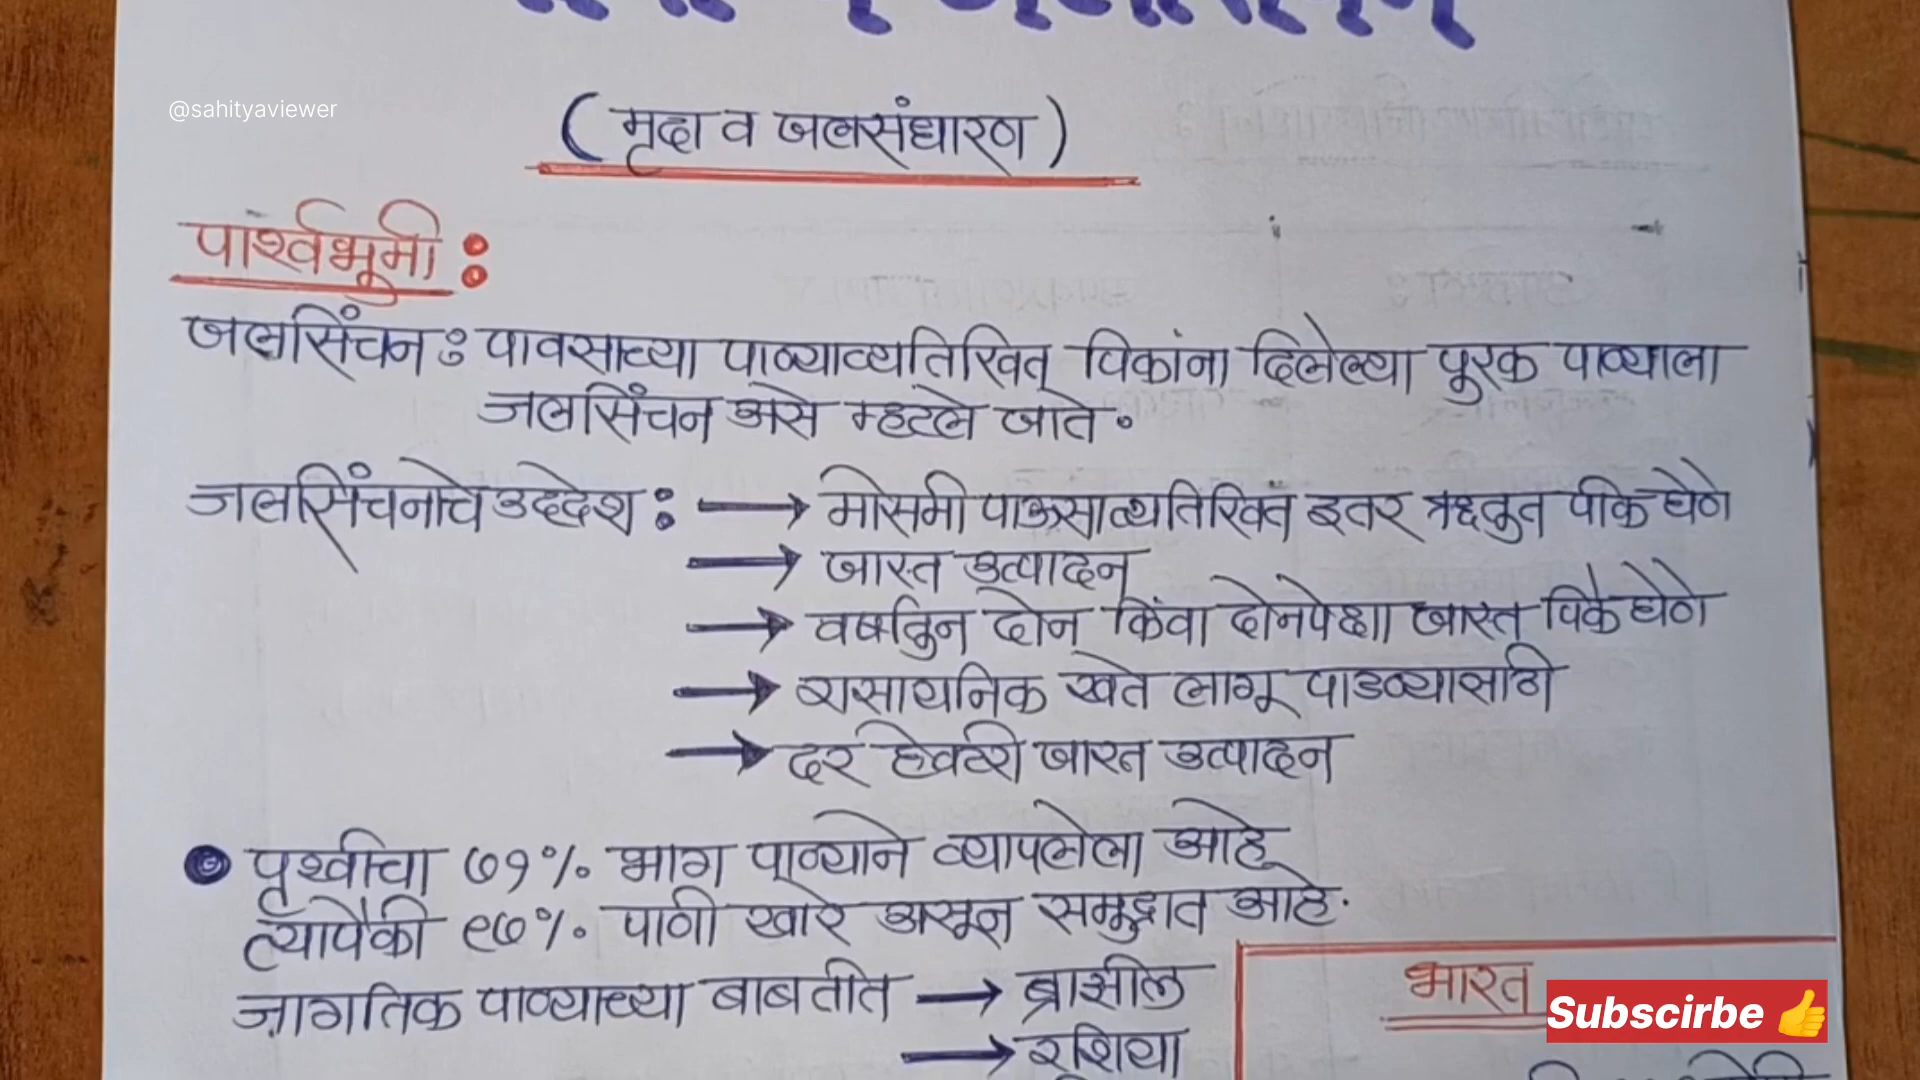 @sahityaviewer
(मृदा व जलसंधारण)
पार्श्वभूमी :
जलसिंचन : पावसाच्या पाण्याव्यतिरिक्त पिकांना दिलेल्या पुरक पाण्याला
जलसिंचन असे म्हटले जाते.
जलसिंचनाचे उद्देश : → मोसमी पाऊसाव्यतिरिक्त इतर ऋतुत पीके घेणे
→ जास्त उत्पादन
→ वर्षातुन दोन किंवा दोनपेक्षा जास्त पिके घेणे
→ रासायनिक खते लागू पाडण्यासाठी
→ दर हेक्टरी जास्त उत्पादन
● पृथ्वीचा ७१% भाग पाण्याने व्यापलेला आहे
त्यापैकी ९७% पाणी खारे असून समुद्रात आहे.
जागतिक पाण्याच्या बाबतीत → ब्राझील
→ रशिया
भारत
Subscirbe 👍